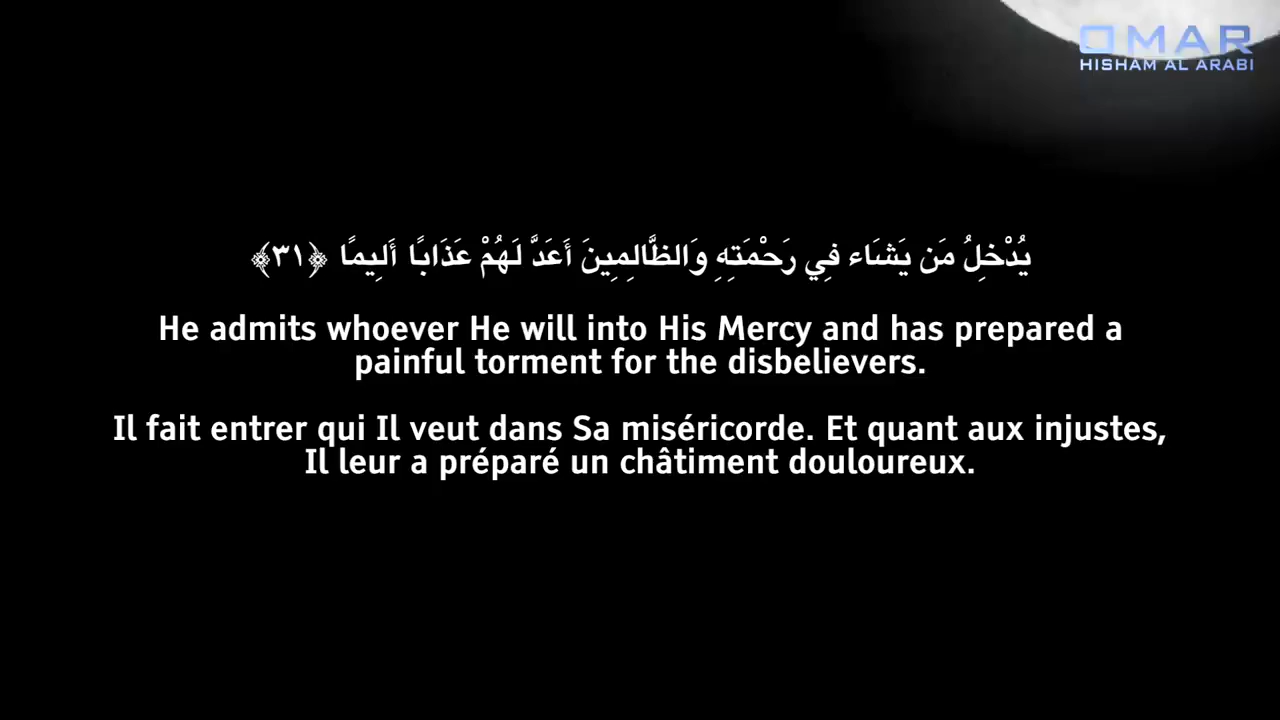 OMAR
HISHAM AL ARABI
يُدْخِلُ مَن يَشَاء فِي رَحْمَتِهِ وَالظَّالِمِينَ أَعَدَّ لَهُمْ عَذَابًا أَلِيمًا ﴿٣١﴾
He admits whoever He will into His Mercy and has prepared a
painful torment for the disbelievers.
Il fait entrer qui Il veut dans Sa miséricorde. Et quant aux injustes,
Il leur a préparé un châtiment douloureux.